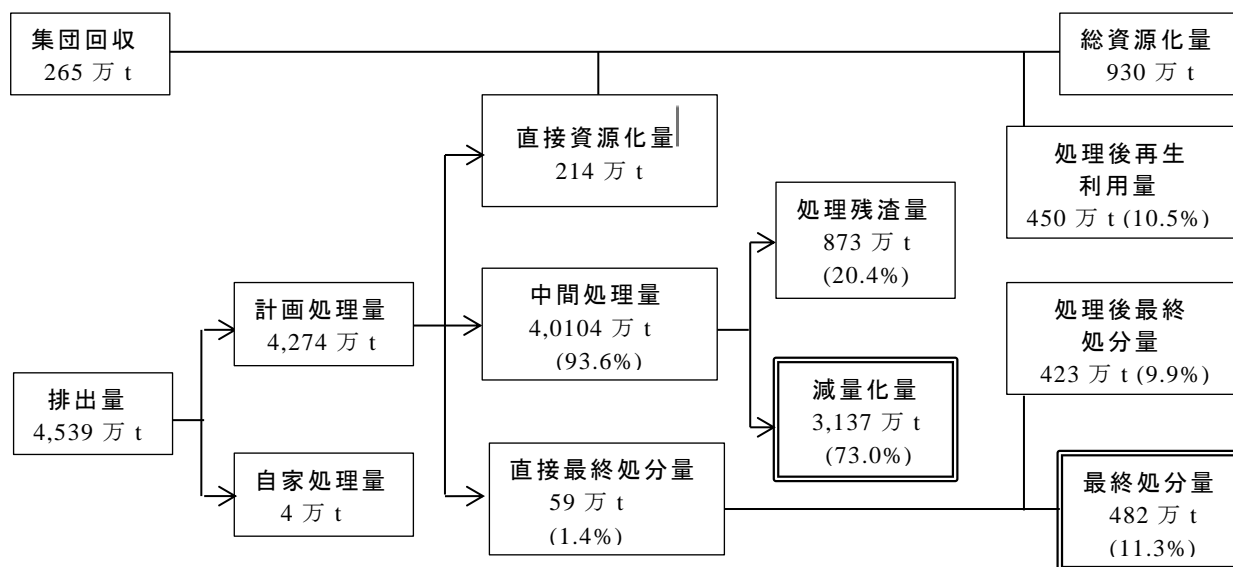 集団回収
265 万 t
総資源化量
930 万 t
直接資源化量
214 万 t
処理後再生
利用量
450 万 t (10.5%)
処理残渣量
873 万 t
(20.4%)
計画処理量
4,274 万 t
中間処理量
4,0104 万 t
(93.6%)
処理後最終
処分量
423 万 t (9.9%)
排出量
4,539 万 t
減量化量
3,137 万 t
(73.0%)
自家処理量
4 万 t
直接最終処分量
59 万 t
(1.4%)
最終処分量
482 万 t
(11.3%)